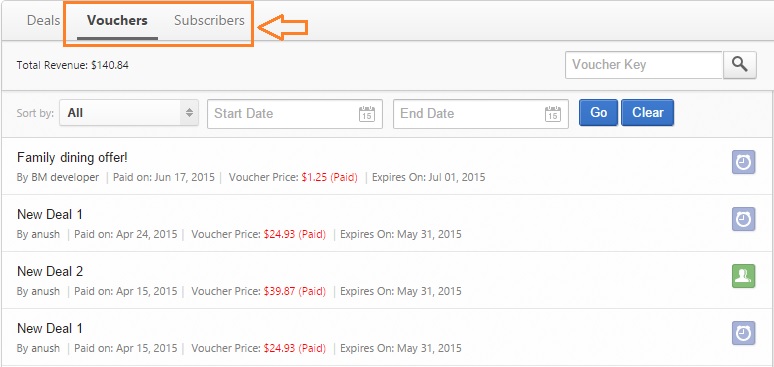 Deals Vouchers Subscribers
Total Revenue: $140.84 Voucher Key
Sort by: All Start Date 15 End Date 15 Go Clear
Family dining offer!
By BM developer | Paid on: Jun 17, 2015 | Voucher Price: $1.25 (Paid) | Expires On: Jul 01, 2015
New Deal 1
By anush | Paid on: Apr 24, 2015 | Voucher Price: $24.93 (Paid) | Expires On: May 31, 2015
New Deal 2
By anush | Paid on: Apr 15, 2015 | Voucher Price: $39.87 (Paid) | Expires On: May 31, 2015
New Deal 1
By anush | Paid on: Apr 15, 2015 | Voucher Price: $24.93 (Paid) | Expires On: May 31, 2015